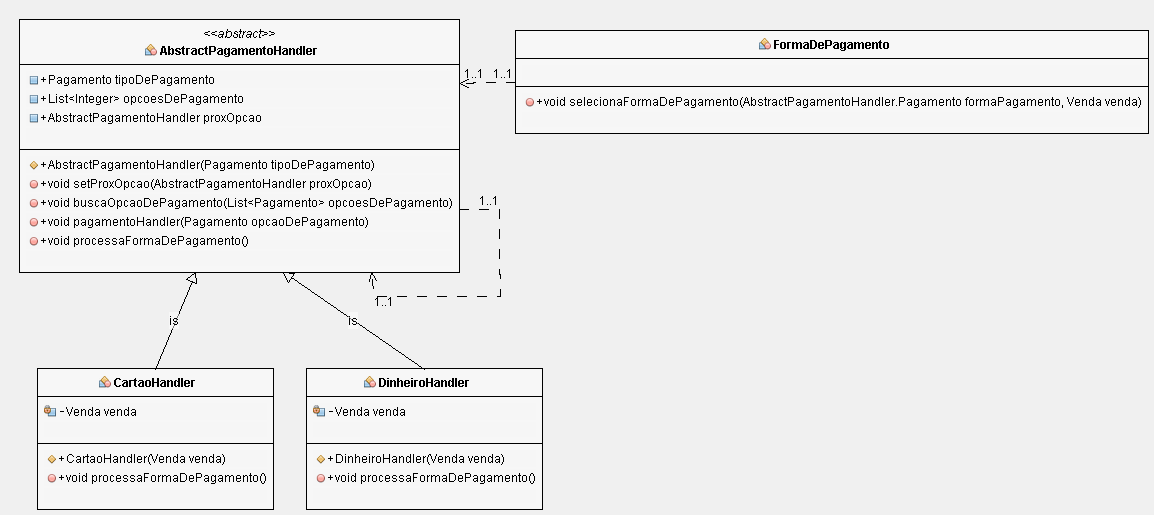 <<abstract>>
AbstractPagamentoHandler
+Pagamento tipoDePagamento
+List<Integer> opcoesDePagamento
+AbstractPagamentoHandler proxOpcao
+AbstractPagamentoHandler(Pagamento tipoDePagamento)
+void setProxOpcao(AbstractPagamentoHandler proxOpcao)
+void buscaOpcaoDePagamento(List<Pagamento> opcoesDePagamento)
+void pagamentoHandler(Pagamento opcaoDePagamento)
+void processaFormaDePagamento()
1..1
1..1
FormaDePagamento
+void selecionaFormaDePagamento(AbstractPagamentoHandler.Pagamento formaPagamento, Venda venda)
1..1
1..1
is
is
CartaoHandler
-Venda venda
+CartaoHandler(Venda venda)
+void processaFormaDePagamento()
DinheiroHandler
-Venda venda
+DinheiroHandler(Venda venda)
+void processaFormaDePagamento()